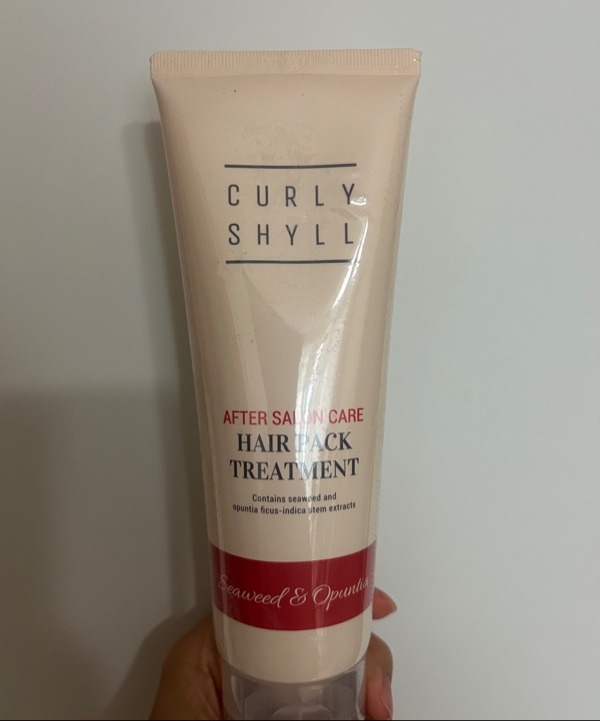 CURLY
SHYLL
AFTER SALON CARE
HAIR PACK
TREATMENT
Contains seaweed and
opuntia ficus-indica stem extracts
Seaweed & Opuntia